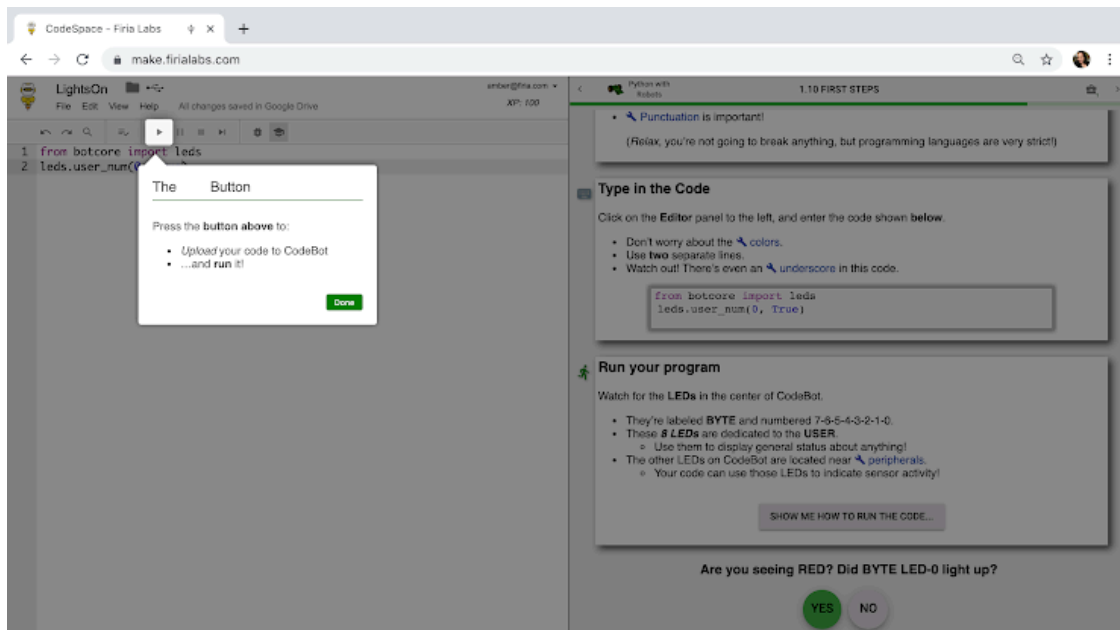 CodeSpace - Firia Labs
make.firialabs.com
LightsOn
File Edit View Help All changes saved in Google Drive
amber@firia.com
XP: 100
1 from botcore import leds
2 leds.user_num(0
The Button
Press the button above to:
Upload your code to CodeBot
...and run it!
Done
Python with
Robots
1.10 FIRST STEPS
Punctuation is important!
(Relax, you're not going to break anything, but programming languages are very strict!)
Type in the Code
Click on the Editor panel to the left, and enter the code shown below.
Don't worry about the colors.
Use two separate lines.
Watch out! There's even an underscore in this code.
from botcore import leds
leds.user_num(0, True)
Run your program
Watch for the LEDs in the center of CodeBot.
They're labeled BYTE and numbered 7-6-5-4-3-2-1-0.
These 8 LEDs are dedicated to the USER.
Use them to display general status about anything!
The other LEDs on CodeBot are located near peripherals.
Your code can use those LEDs to indicate sensor activity!
SHOW ME HOW TO RUN THE CODE...
Are you seeing RED? Did BYTE LED-0 light up?
YES NO